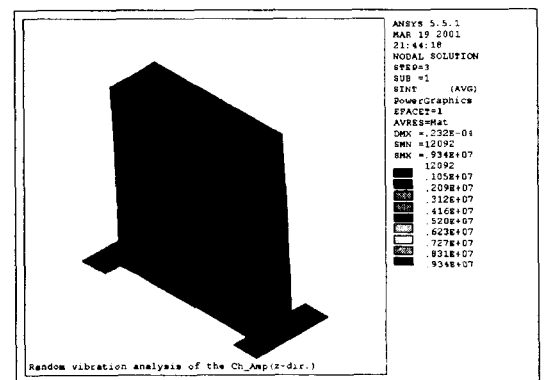 ANSYS 5.5.1
MAR 19 2001
21:44:18
NODAL SOLUTION
STEP=3
SUB =1
SINT (AVG)
PowerGraphics
EFACET=1
AVRES=Mat
DMX =.232E-04
SMN =12092
SMX =.934E+07
12092
.105E+07
.209E+07
.312E+07
.416E+07
.520E+07
.623E+07
.727E+07
.831E+07
.934E+07
Random vibration analysis of the Ch_Amp(z-dir.)